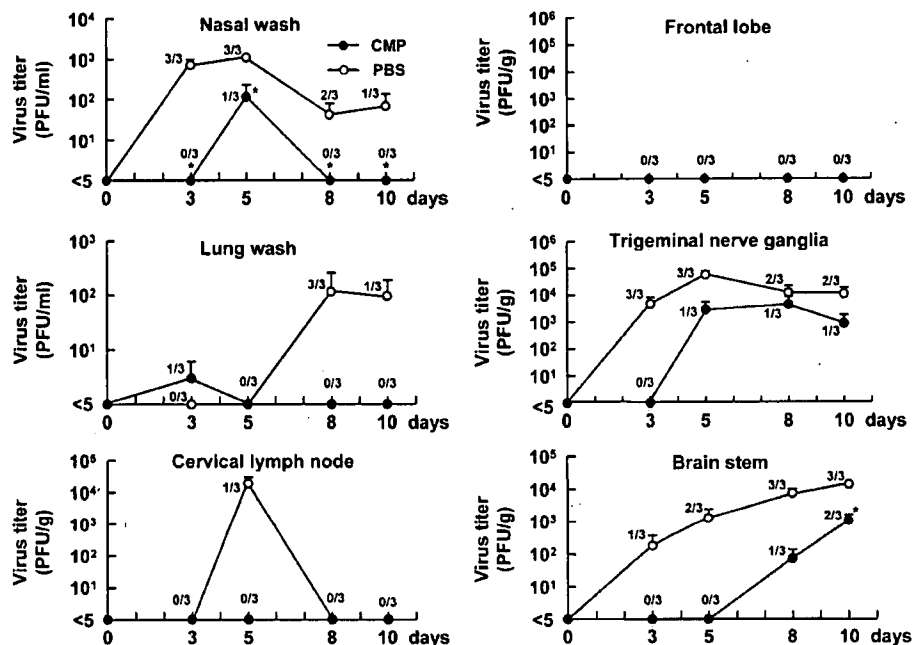 Nasal wash
Virus titer
(PFU/ml)
10⁴
10³
10²
10¹
<5
3/3
3/3
2/3
1/3
1/3
*
0/3
*
0/3
*
0/3
*
CMP
PBS
0 3 5 8 10 days
Frontal lobe
Virus titer
(PFU/g)
10⁶
10⁵
10⁴
10³
10²
10¹
<5
0/3 0/3 0/3 0/3
0 3 5 8 10 days
Lung wash
Virus titer
(PFU/ml)
10³
10²
10¹
<5
1/3
0/3
0/3
3/3
1/3
0/3
0/3
0 3 5 8 10 days
Trigeminal nerve ganglia
Virus titer
(PFU/g)
10⁶
10⁵
10⁴
10³
10²
10¹
<5
3/3
3/3
2/3
2/3
0/3
1/3
1/3
1/3
0 3 5 8 10 days
Cervical lymph node
Virus titer
(PFU/g)
10⁵
10⁴
10³
10²
10¹
<5
1/3
0/3 0/3 0/3 0/3
0 3 5 8 10 days
Brain stem
Virus titer
(PFU/g)
10⁵
10⁴
10³
10²
10¹
<5
1/3
2/3
3/3
3/3
0/3
0/3
1/3
2/3
*
0 3 5 8 10 days